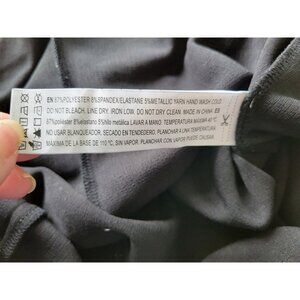 EN 87%POLYESTER 8%SPANDEX/ELASTANE 5%METALLIC YARN HAND WASH COLD
DO NOT BLEACH. LINE DRY. IRON LOW. DO NOT DRY CLEAN. MADE IN CHINA. ES
87%poliéster 8%elastano 5%hilo metálica LAVAR A MANO. TEMPERATURA MÁXIMA 40 °C.
NO USAR BLANQUEADOR. SECADO EN TENDEDERO. PLANCHAR A UNA TEMPERATURA
MÁXIMA DE LA BASE DE 110 °C, SIN VAPOR. PLANCHAR CON VAPOR PUEDE CAUSAR